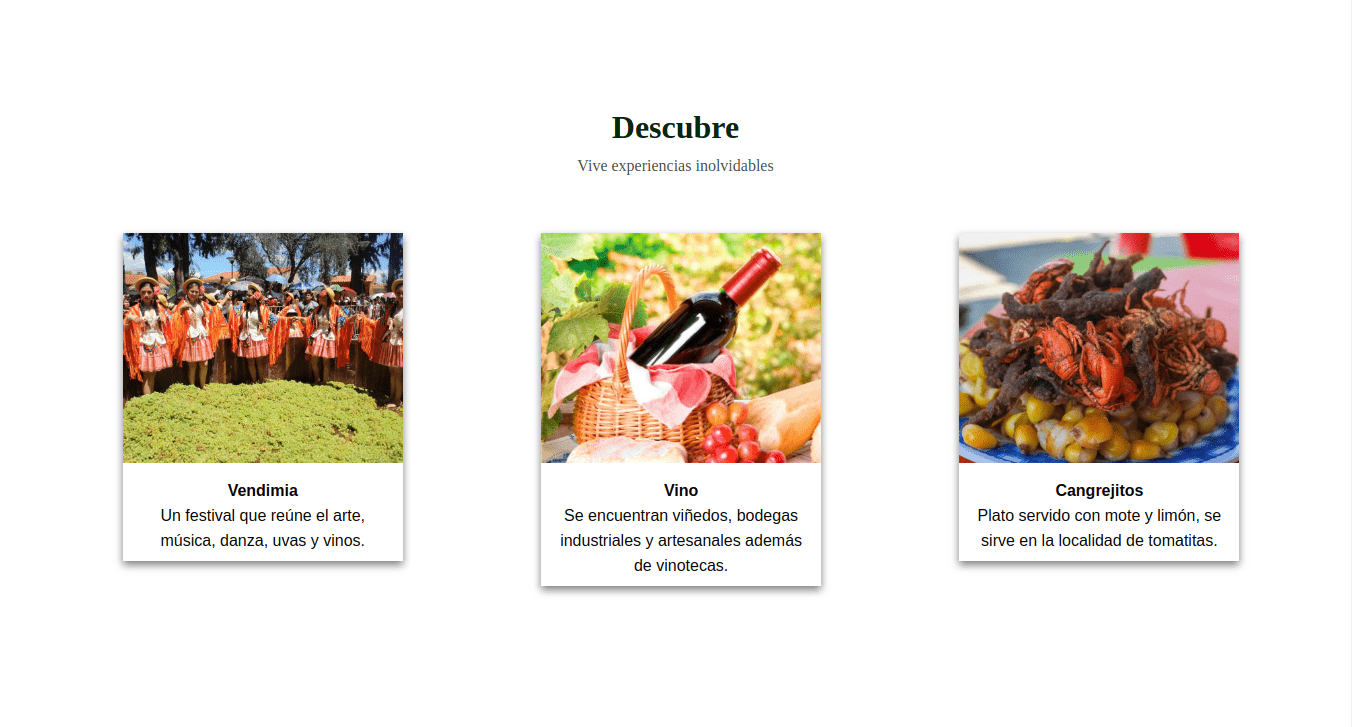 Descubre
Vive experiencias inolvidables
Vendimia
Un festival que reúne el arte,
música, danza, uvas y vinos.
Vino
Se encuentran viñedos, bodegas
industriales y artesanales además
de vinotecas.
Cangrejitos
Plato servido con mote y limón, se
sirve en la localidad de tomatitas.